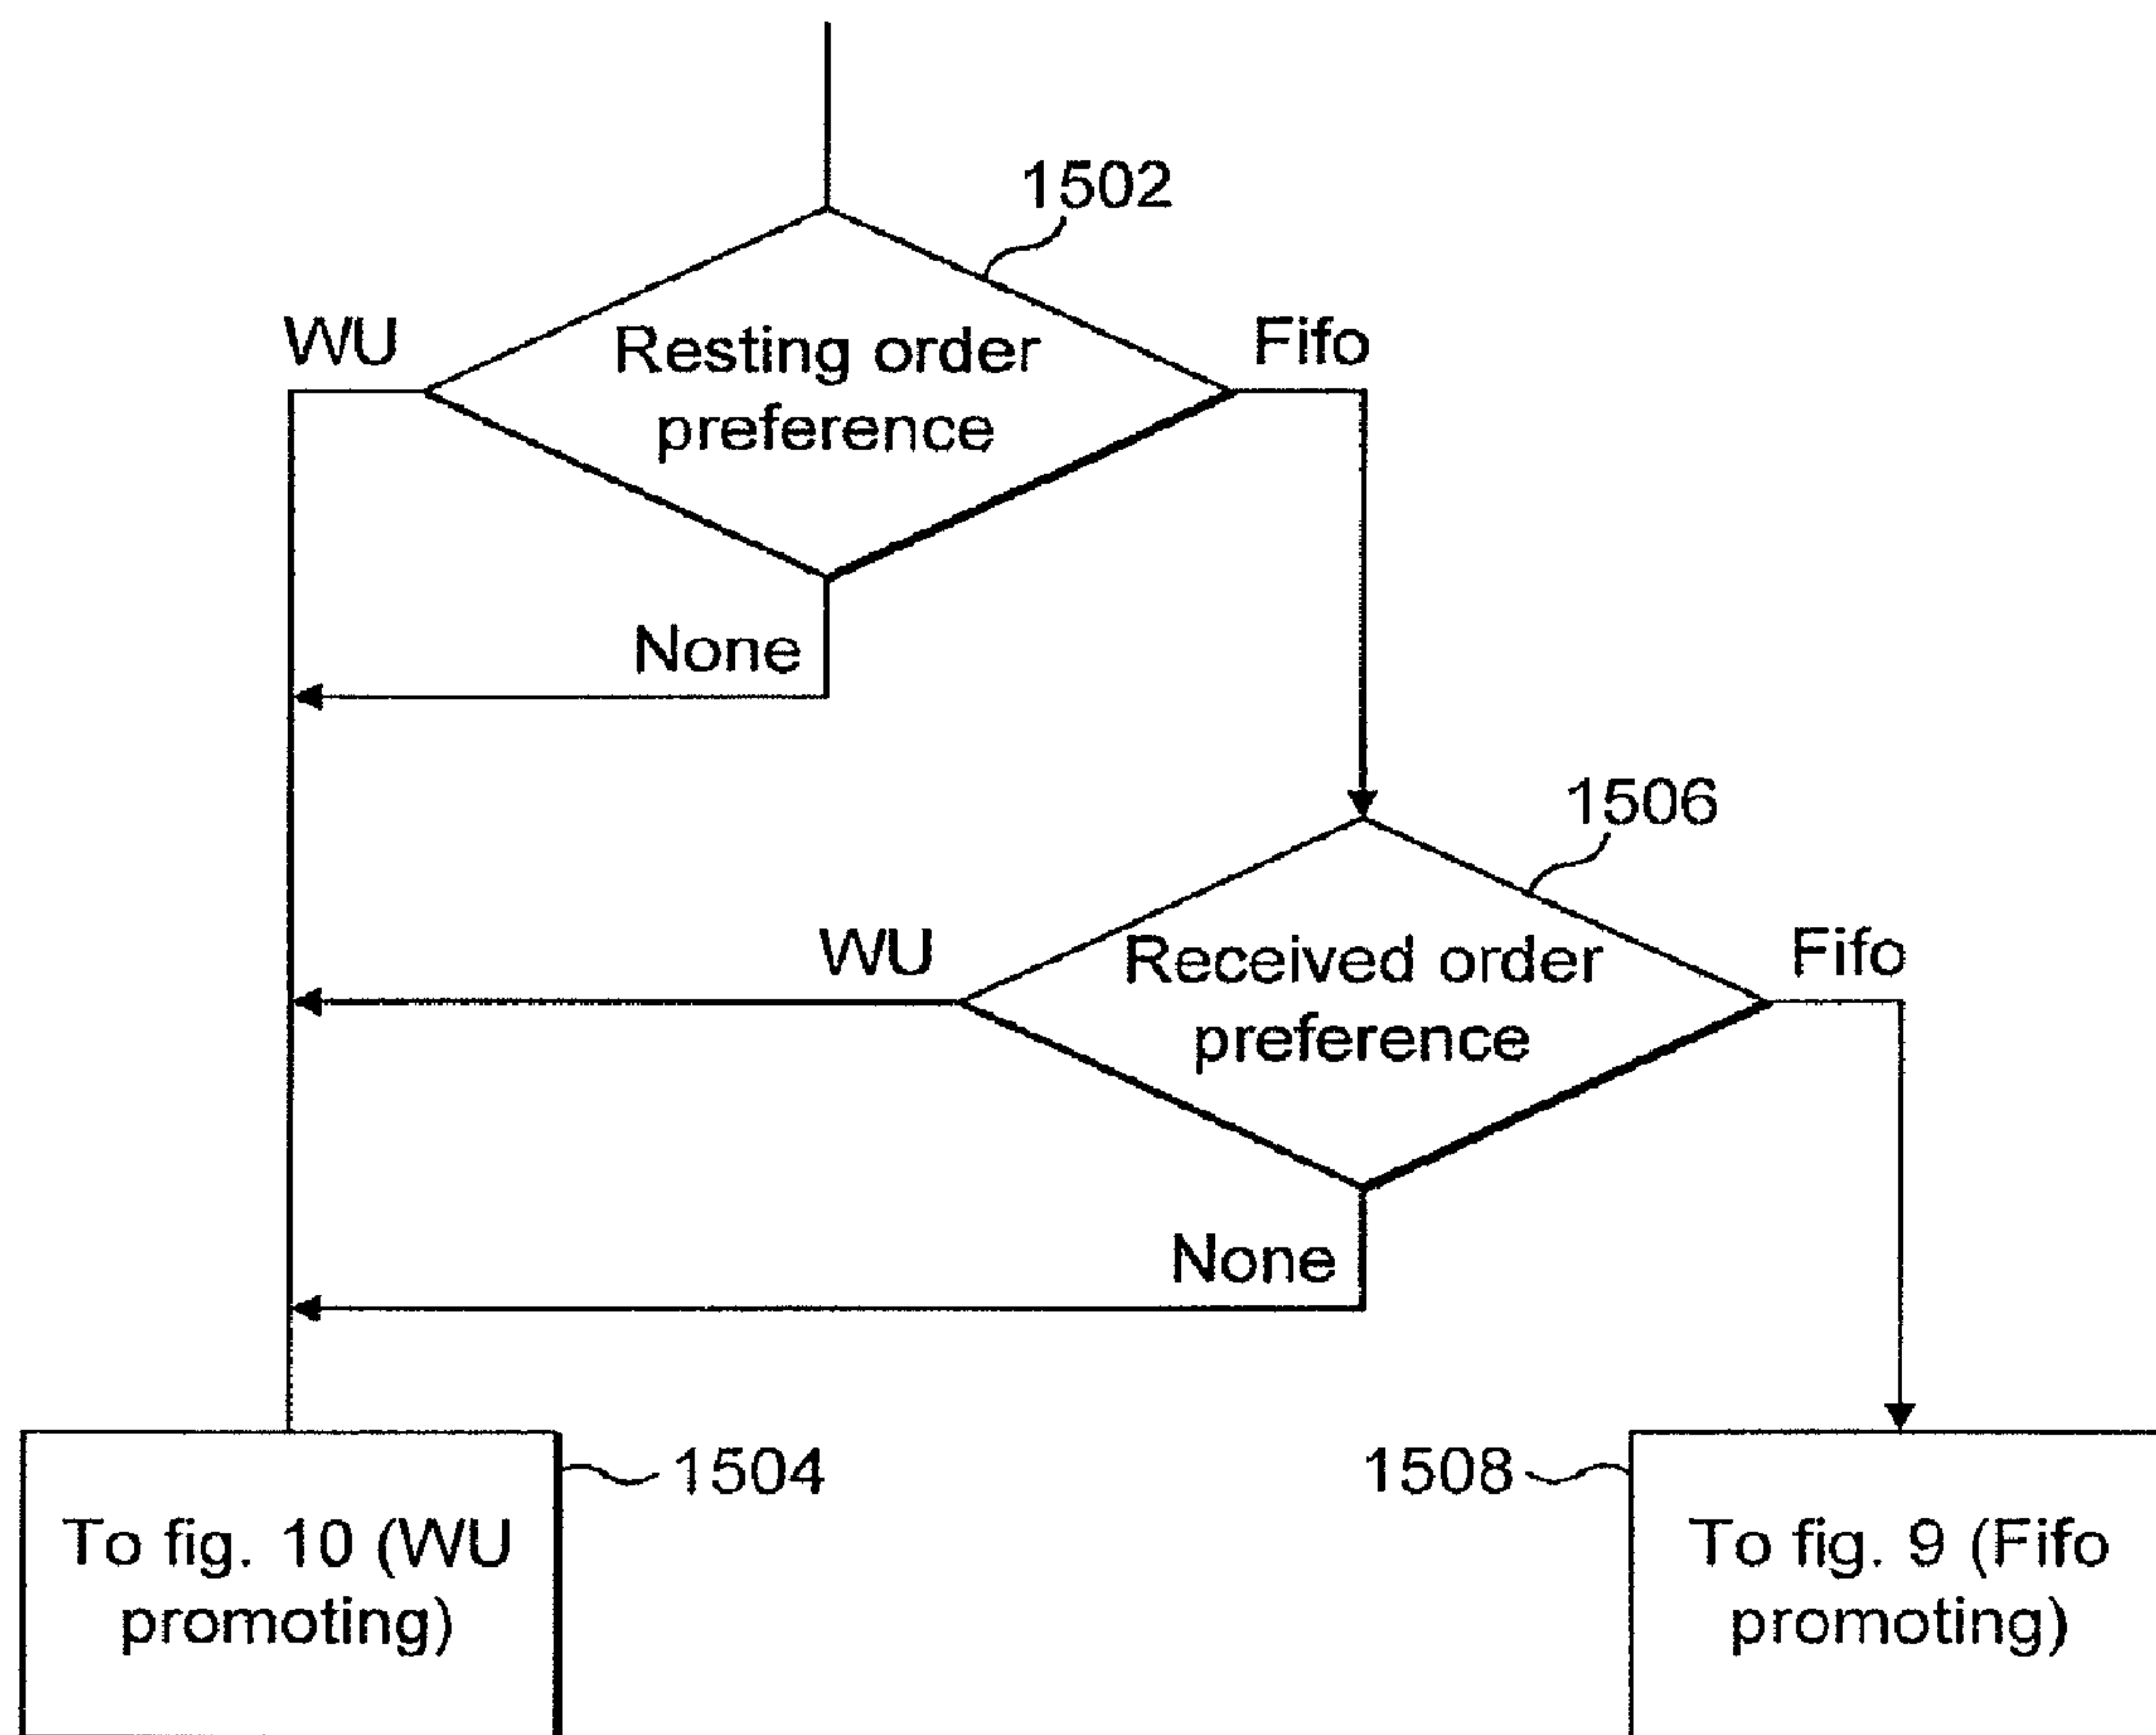 1502
WU
Resting order
preference
Fifo
None
1506
WU
Received order
preference
Fifo
None
1504
To fig. 10 (WU
promoting)
1508
To fig. 9 (Fifo
promoting)